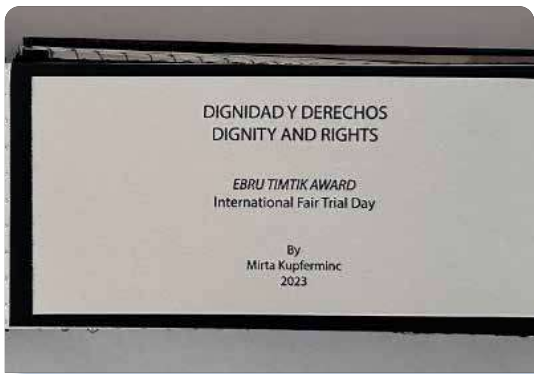 DIGNIDAD Y DERECHOS
DIGNITY AND RIGHTS
EBRU TIMTIK AWARD
International Fair Trial Day
By
Mirta Kupferminc
2023